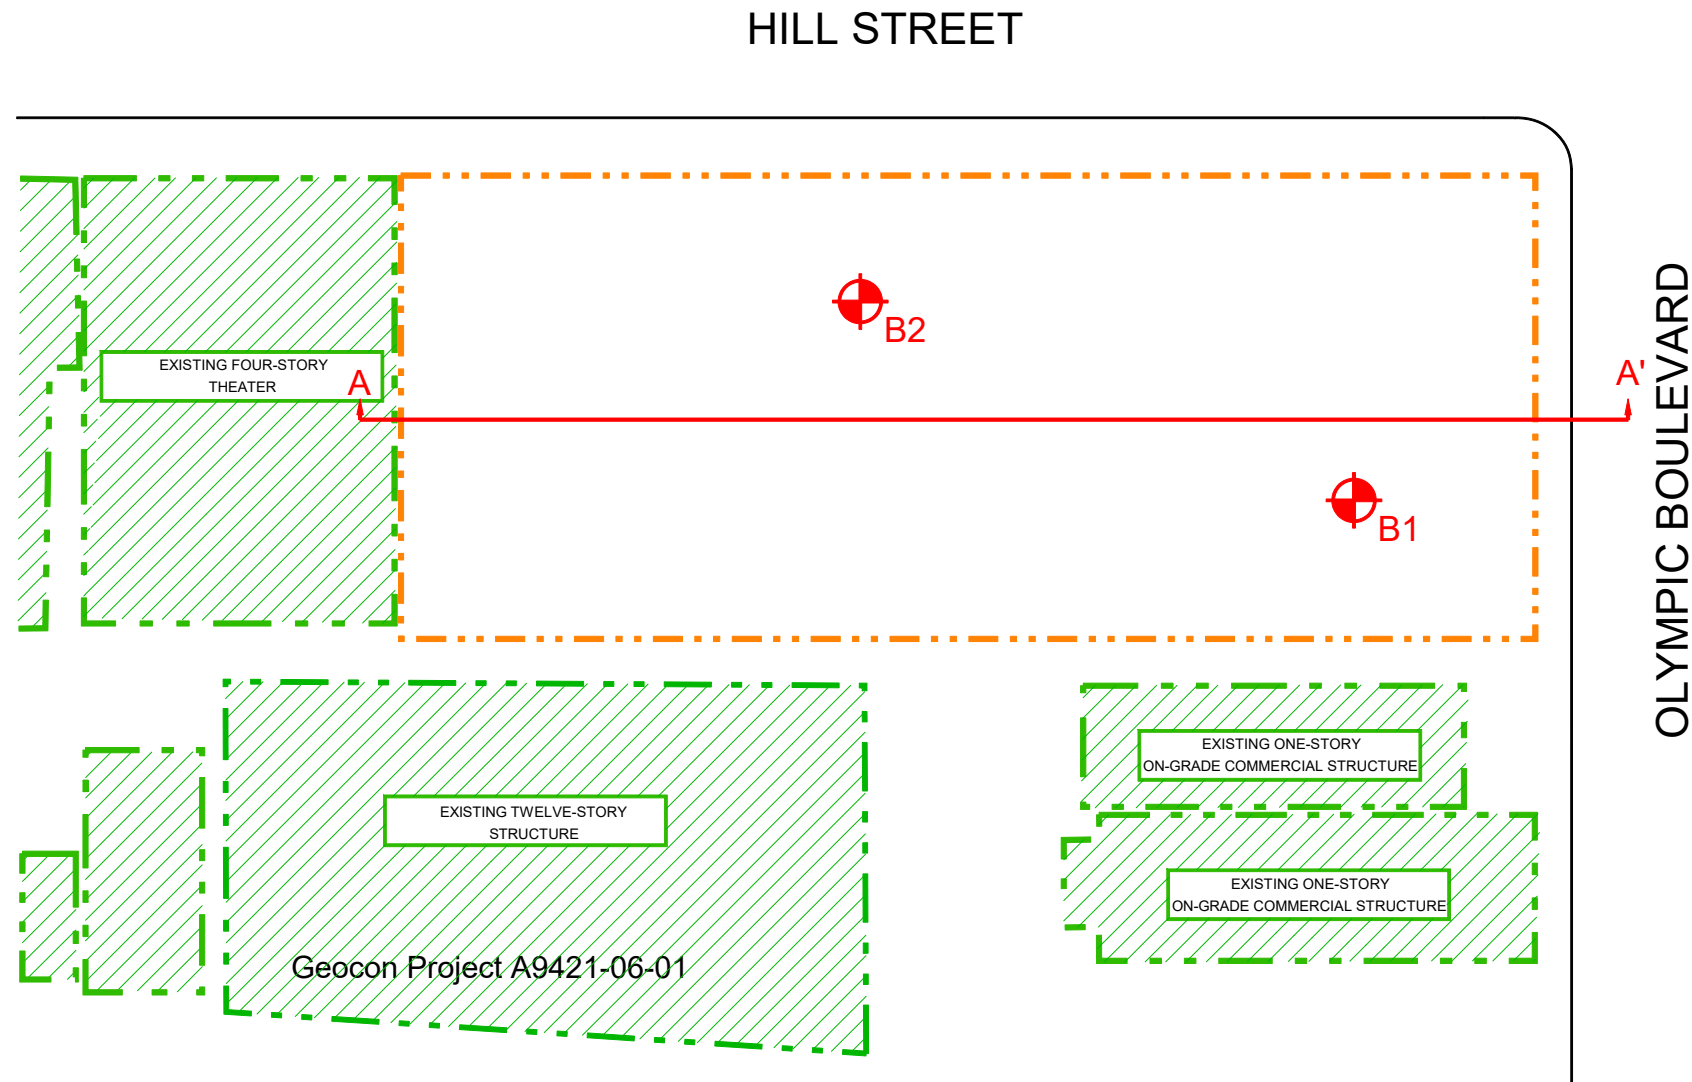 HILL STREET
B2
EXISTING FOUR-STORY
THEATER
A
A'
OLYMPIC BOULEVARD
B1
EXISTING ONE-STORY
ON-GRADE COMMERCIAL STRUCTURE
EXISTING TWELVE-STORY
STRUCTURE
EXISTING ONE-STORY
ON-GRADE COMMERCIAL STRUCTURE
Geocon Project A9421-06-01